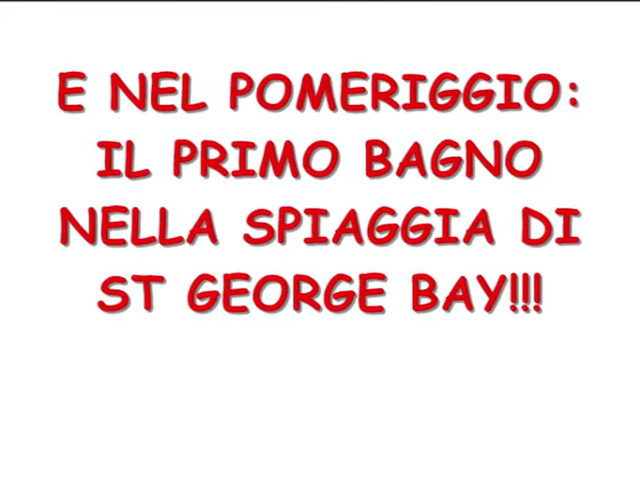 E NEL POMERIGGIO:
IL PRIMO BAGNO
NELLA SPIAGGIA DI
ST GEORGE BAY!!!